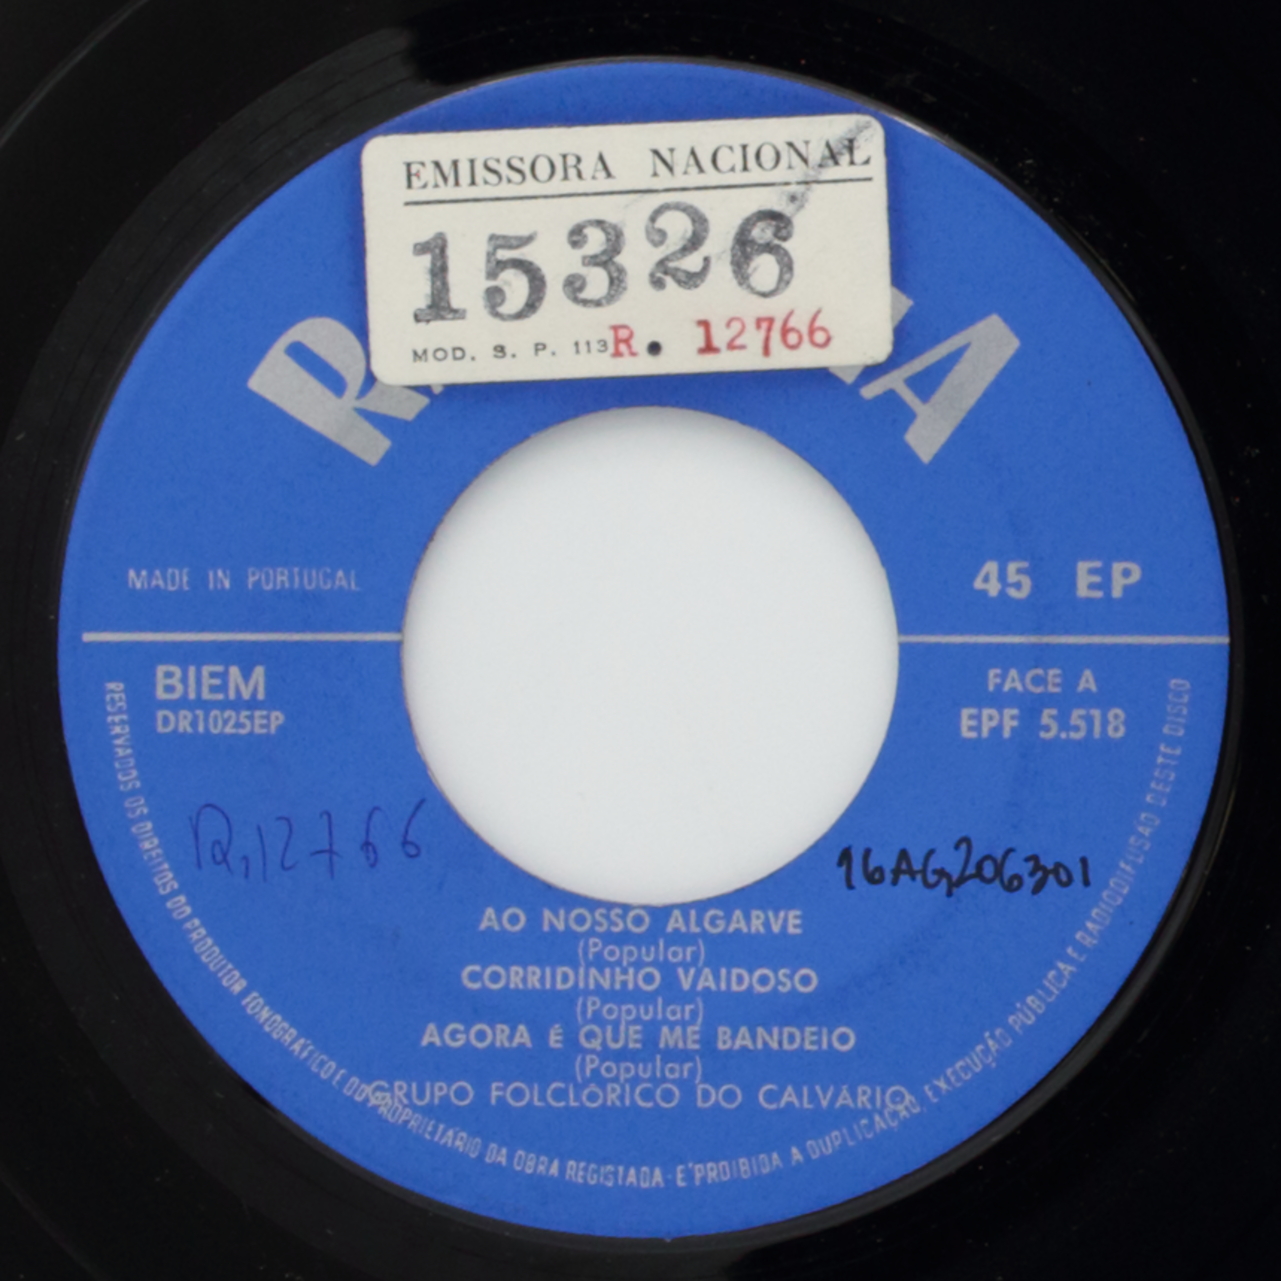 EMISSORA NACIONAL
15326
MOD. S. P. 113 R. 12766
MADE IN PORTUGAL
45 EP
BIEM
DR1025EP
FACE A
EPF 5.518
R.12766
16AG206301
AO NOSSO ALGARVE
(Popular)
CORRIDINHO VAIDOSO
(Popular)
AGORA É QUE ME BANDEIO
(Popular)
GRUPO FOLCLÓRICO DO CALVÁRIO
RESERVADOS OS DIREITOS DO PRODUTOR FONOGRÁFICO E DO PROPRIETÁRIO DA OBRA REGISTADA - É PROIBIDA A DUPLICAÇÃO, EXECUÇÃO PÚBLICA E RADIODIFUSÃO DESTE DISCO